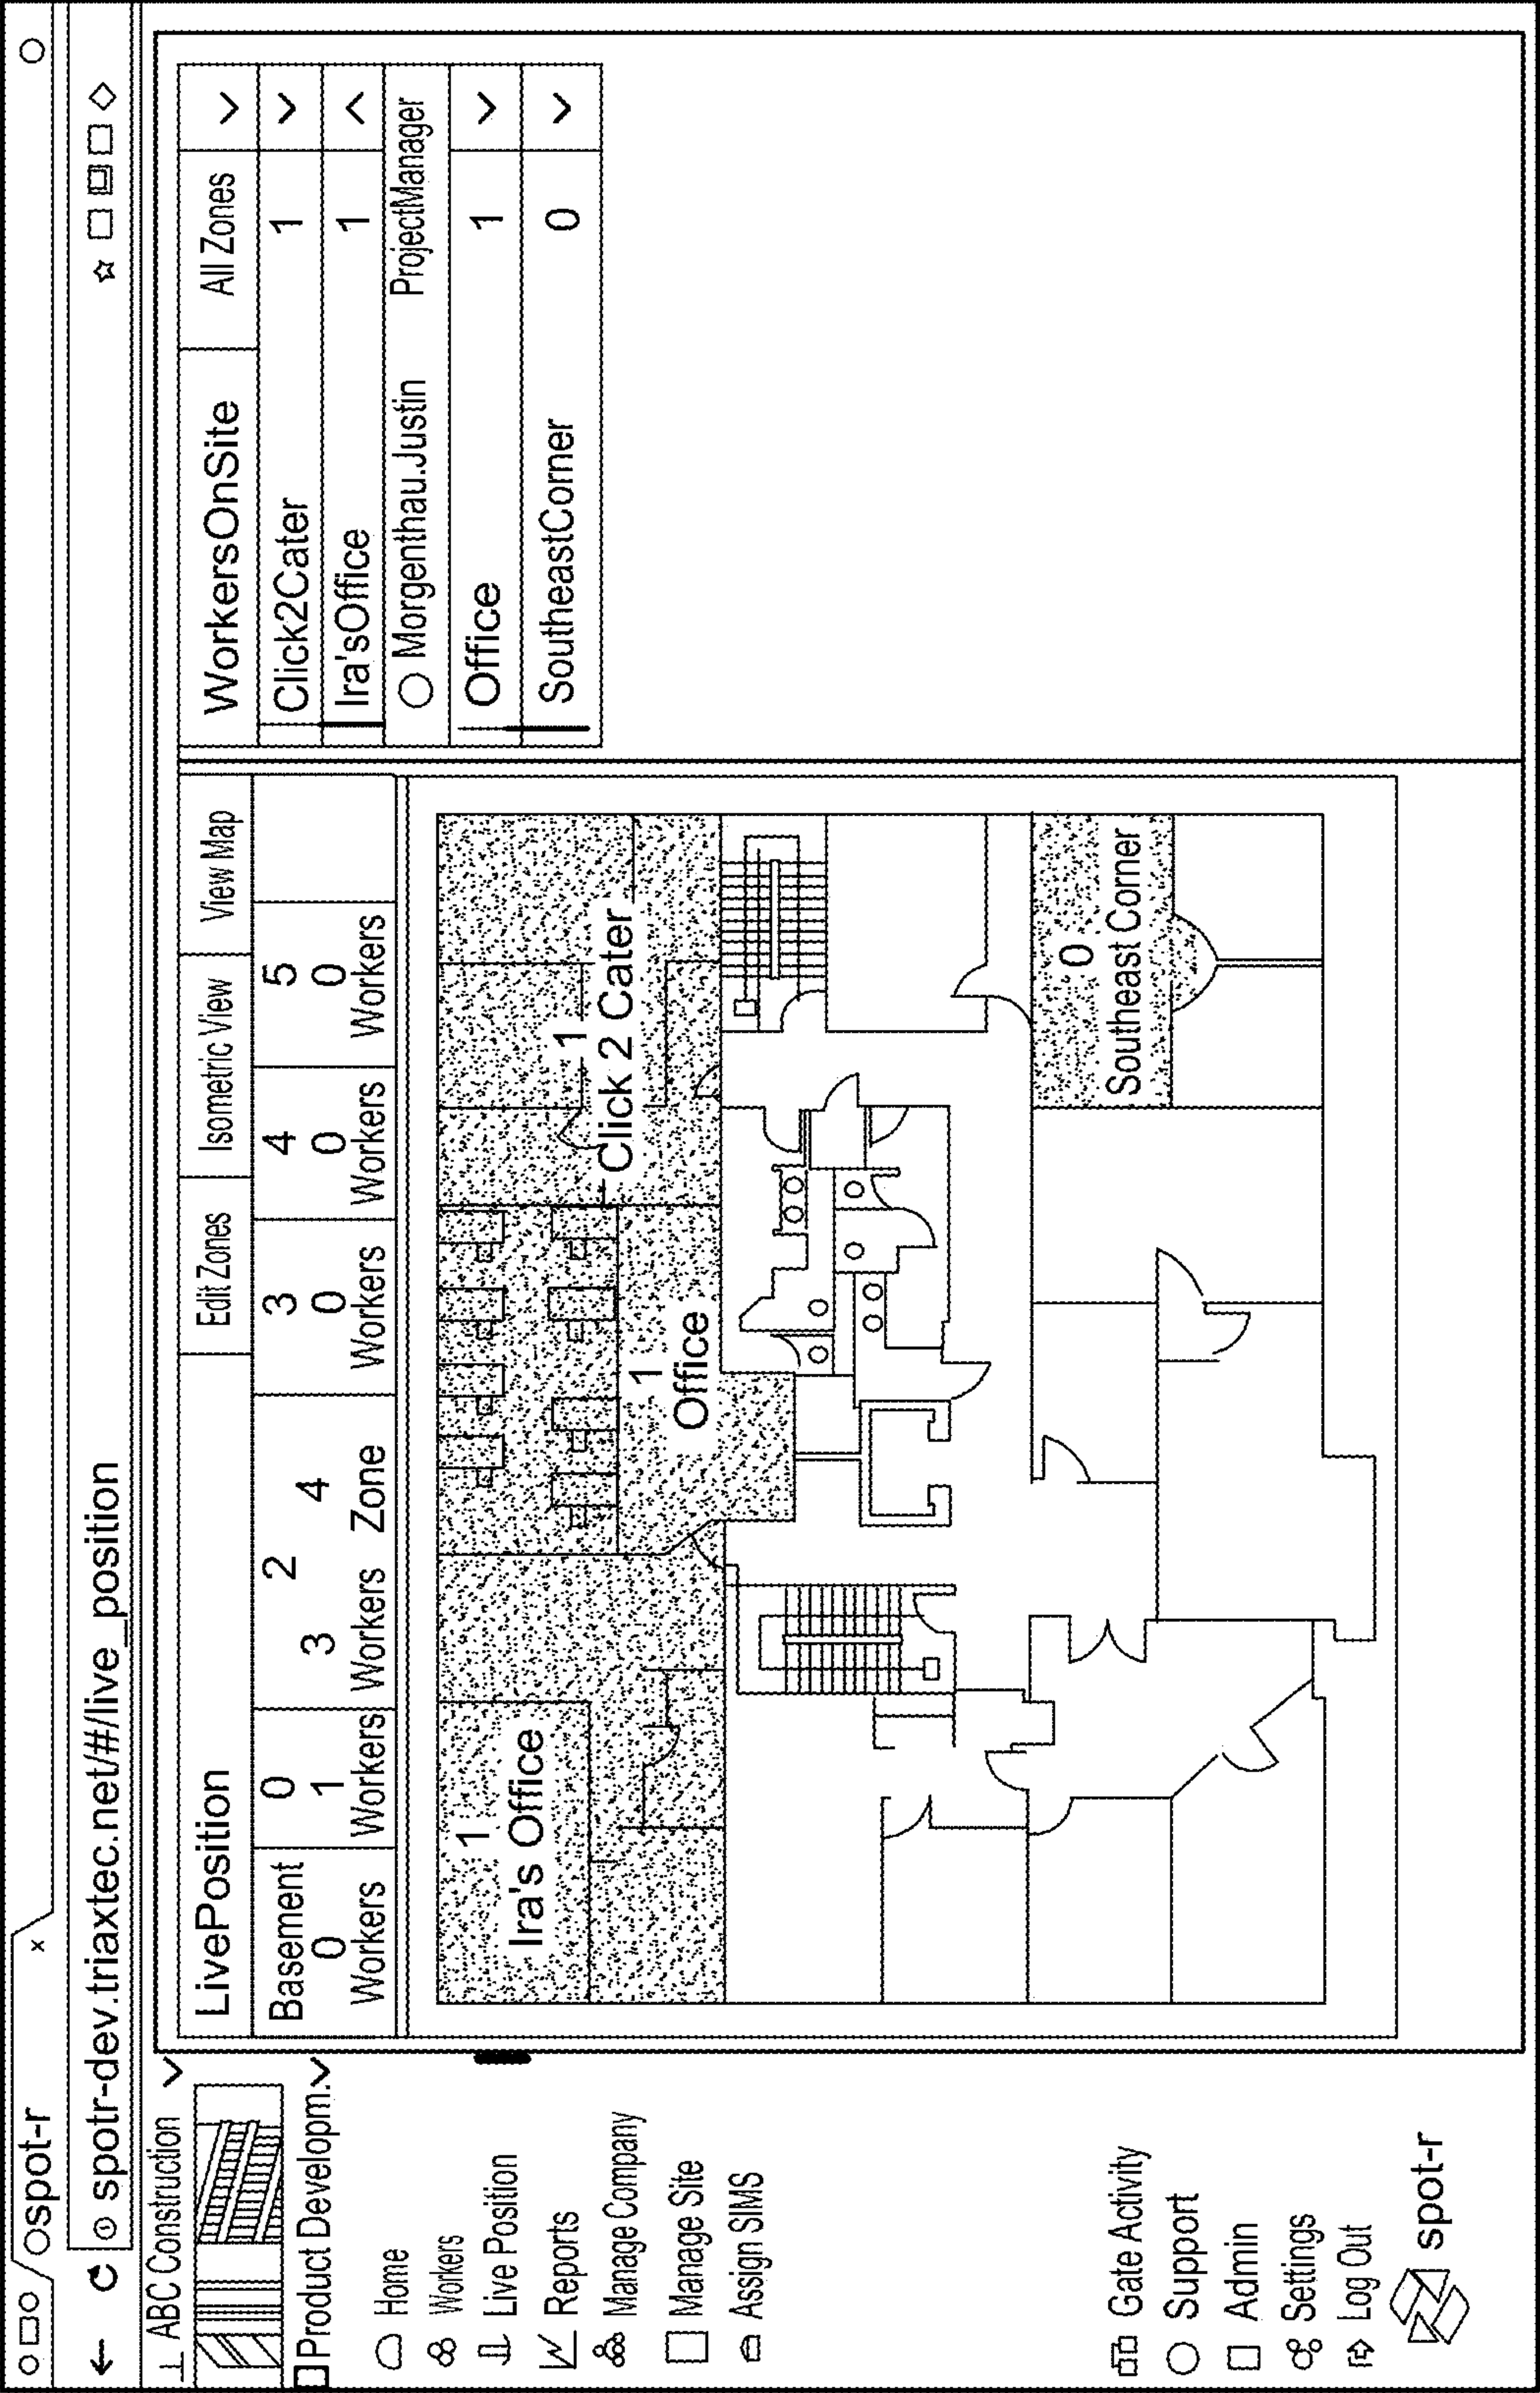 spot-r x
spotr-dev.triaxtec.net/#/live_position
ABC Construction
Product Developm.
Home
Workers
Live Position
Reports
Manage Company
Manage Site
Assign SIMS
Gate Activity
Support
Admin
Settings
Log Out
spot-r
LivePosition Edit Zones Isometric View View Map
Basement 0 2 3 4 5
0 1 3 4 0 0 0
Workers Workers Workers Zone Workers Workers Workers
1
Ira's Office
1
Office
1
Click 2 Cater
0
Southeast Corner
WorkersOnSite All Zones
Click2Cater 1
Ira'sOffice 1
Morgenthau.Justin ProjectManager
Office 1
SoutheastCorner 0